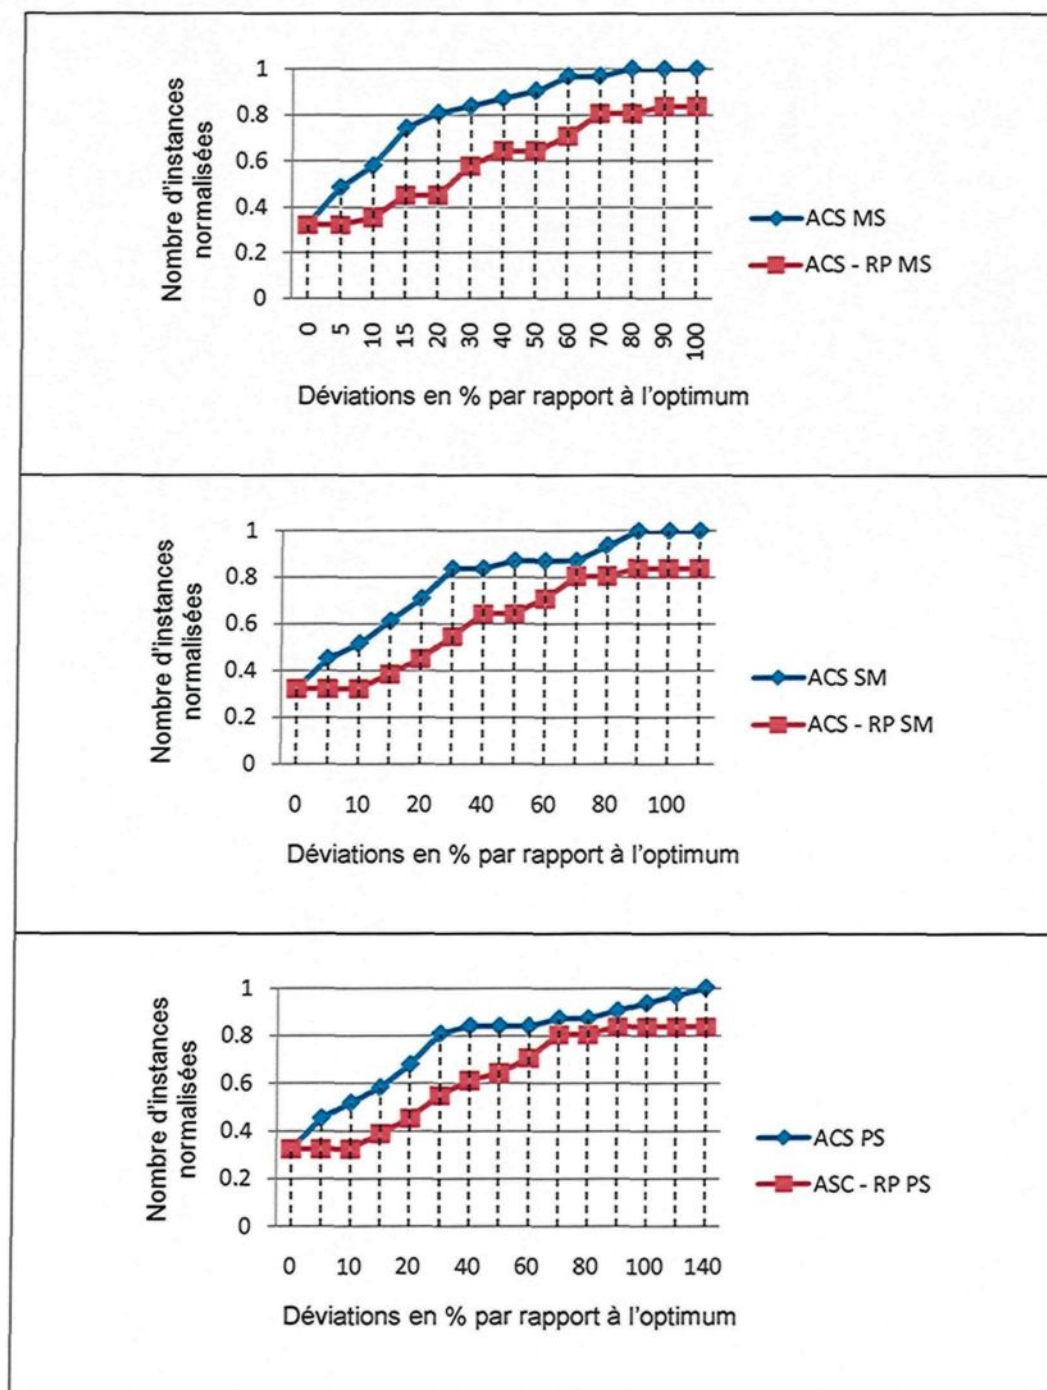 1
0.8
0.6
0.4
0.2
0
Nombre d'instances
normalisées
0 5 10 15 20 30 40 50 60 70 80 90 100
Déviations en % par rapport à l'optimum
ACS MS
ACS - RP MS
1
0.8
0.6
0.4
0.2
0
Nombre d'instances
normalisées
0 10 20 40 60 80 100
Déviations en % par rapport à l'optimum
ACS SM
ACS - RP SM
1
0.8
0.6
0.4
0.2
0
Nombre d'instances
normalisées
0 10 20 40 60 80 100 140
Déviations en % par rapport à l'optimum
ACS PS
ASC - RP PS